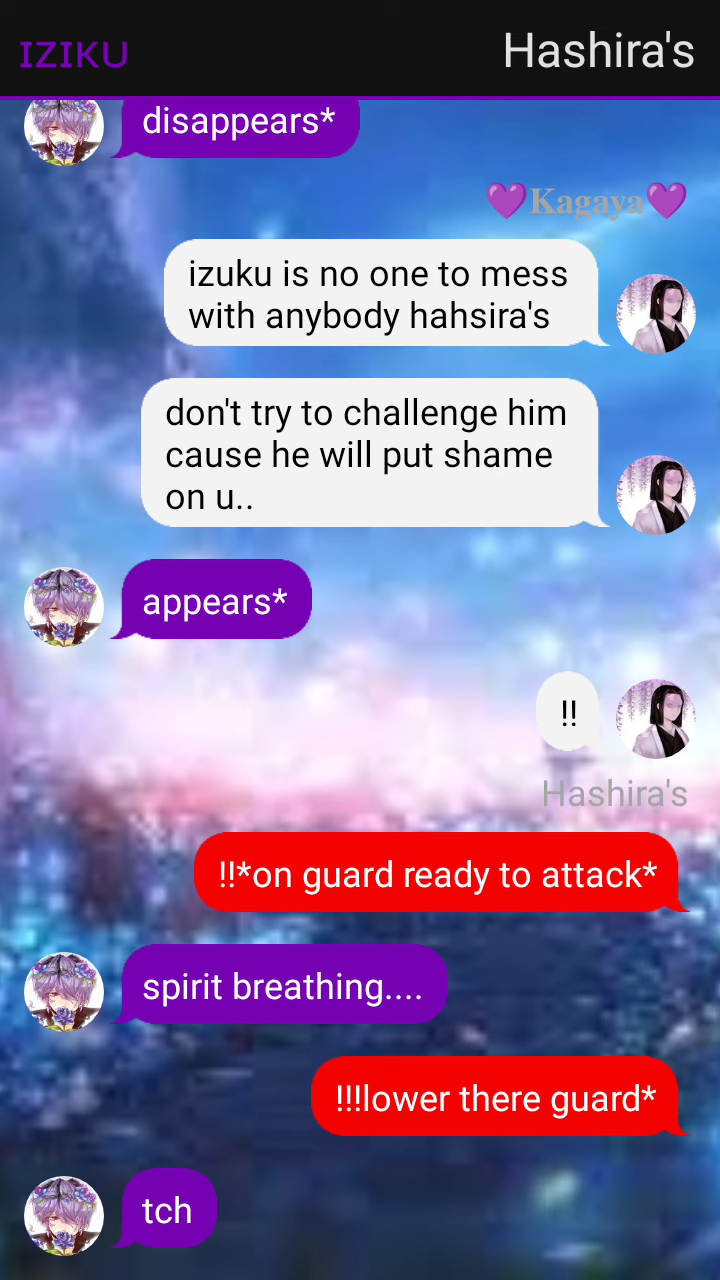 IZIKU
Hashira's
disappears*
💜Kagaya💜
izuku is no one to mess
with anybody hahsira's
don't try to challenge him
cause he will put shame
on u..
appears*
!!
Hashira's
!!*on guard ready to attack*
spirit breathing....
!!!lower there guard*
tch